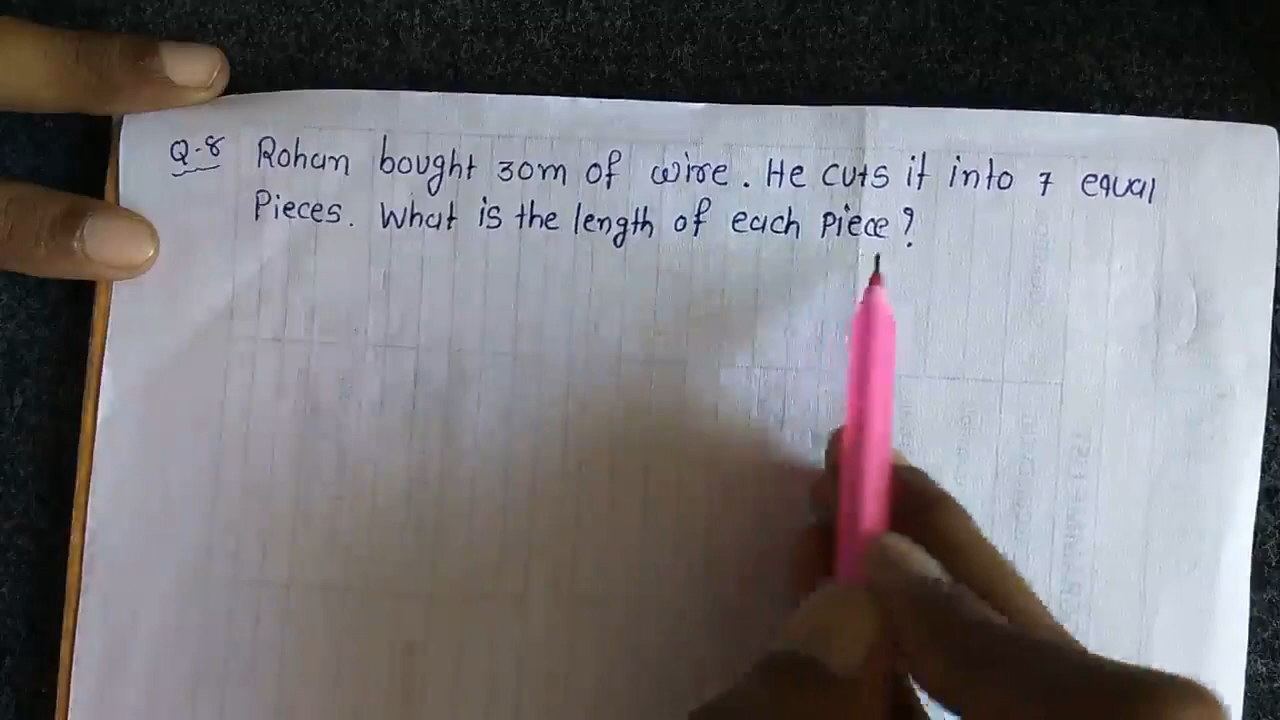 Q-8 Rohan bought 30m of wire. He cuts it into 7 equal
Pieces. What is the length of each Piece?